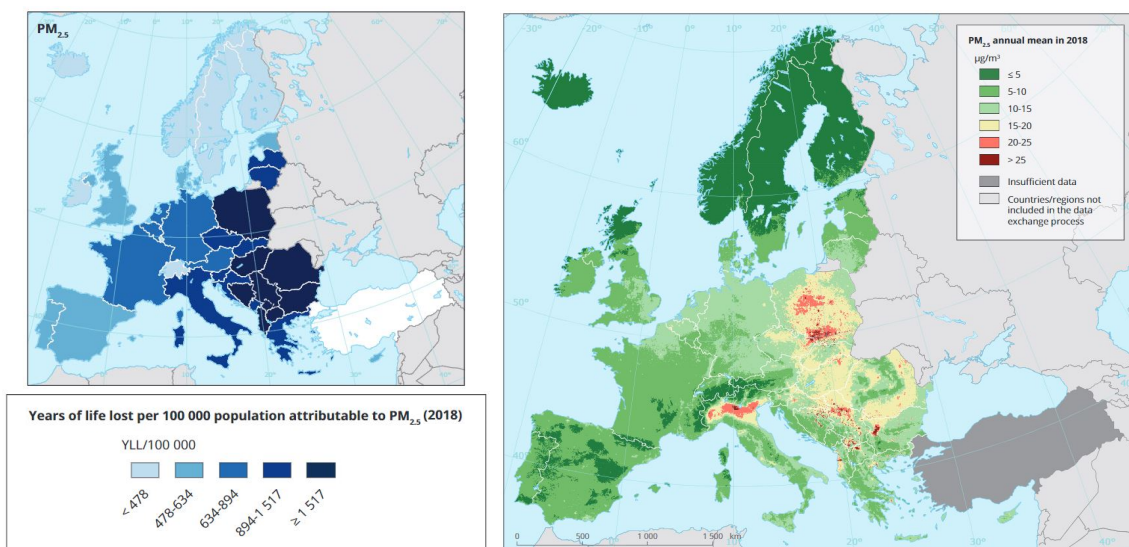 PM2.5
Years of life lost per 100 000 population attributable to PM2.5 (2018)
YLL/100 000
< 478
478-634
634-894
894-1 517
≥ 1 517
PM2.5 annual mean in 2018
µg/m³
≤ 5
5-10
10-15
15-20
20-25
> 25
Insufficient data
Countries/regions not
included in the data
exchange process
60°
50°
40°
0
500
1 000
1 500
km
0°
10°
20°
30°
40°